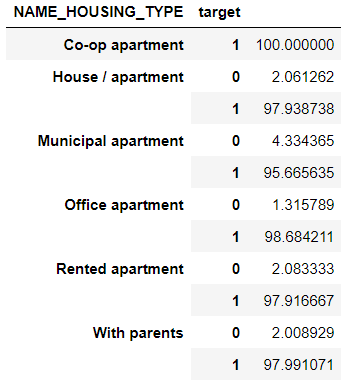 NAME_HOUSING_TYPE target
Co-op apartment 1 100.000000
House / apartment 0 2.061262
1 97.938738
Municipal apartment 0 4.334365
1 95.665635
Office apartment 0 1.315789
1 98.684211
Rented apartment 0 2.083333
1 97.916667
With parents 0 2.008929
1 97.991071